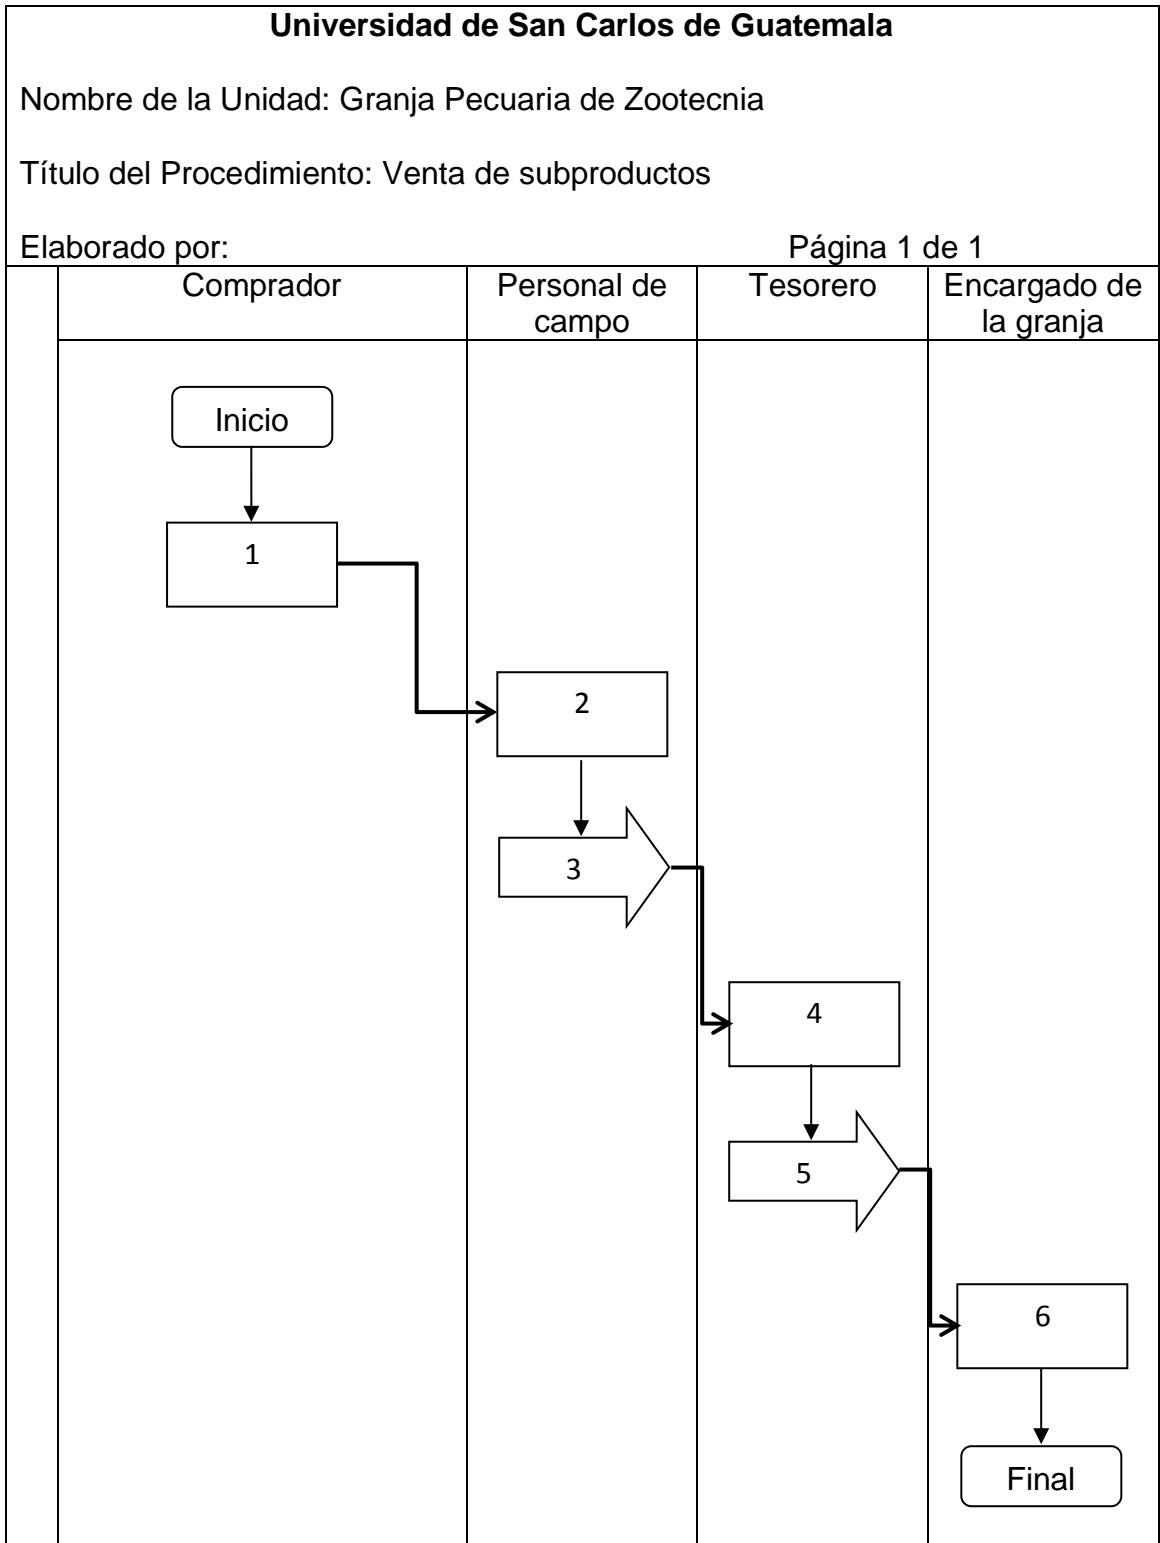 Universidad de San Carlos de Guatemala
Nombre de la Unidad: Granja Pecuaria de Zootecnia
Título del Procedimiento: Venta de subproductos
Elaborado por: Página 1 de 1
Comprador
Personal de
campo
Tesorero
Encargado de
la granja
Inicio
1
2
3
4
5
6
Final